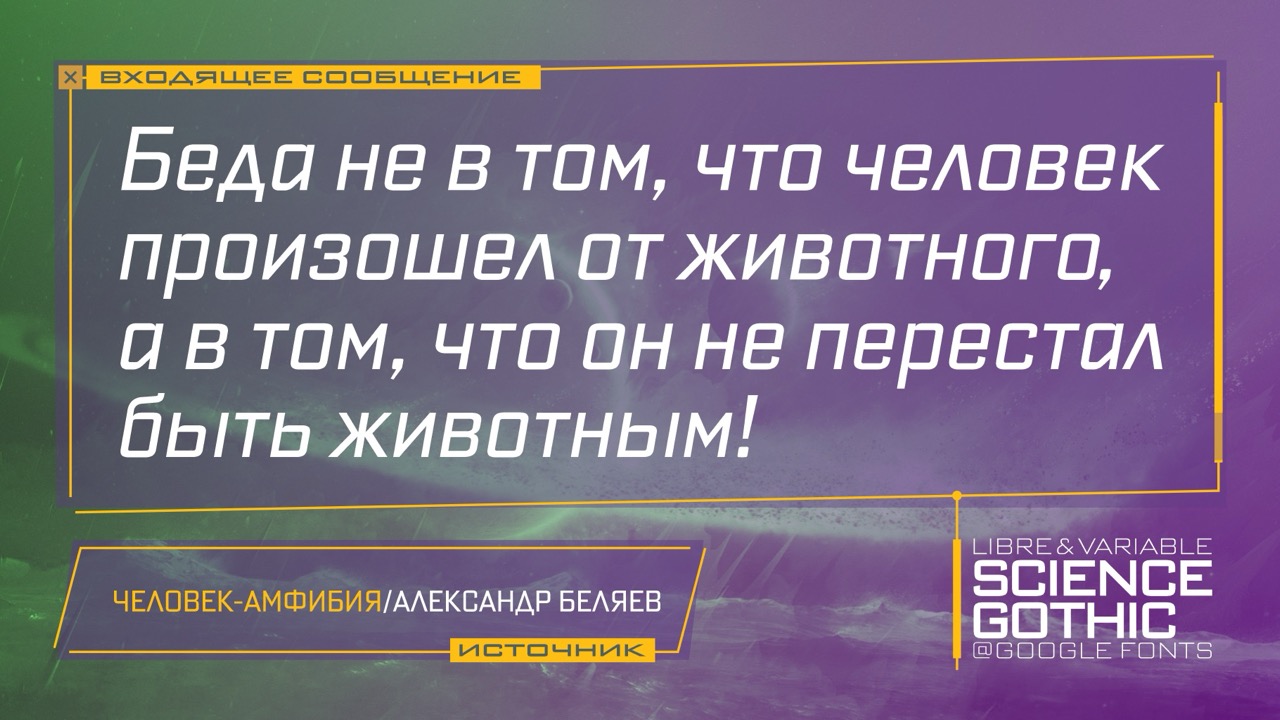 × ВХОДЯЩЕЕ СООБЩЕНИЕ
Беда не в том, что человек
произошел от животного,
а в том, что он не перестал
быть животным!
ЧЕЛОВЕК-АМФИБИЯ/АЛЕКСАНДР БЕЛЯЕВ
ИСТОЧНИК
LIBRE & VARIABLE
SCIENCE
GOTHIC
@GOOGLE FONTS